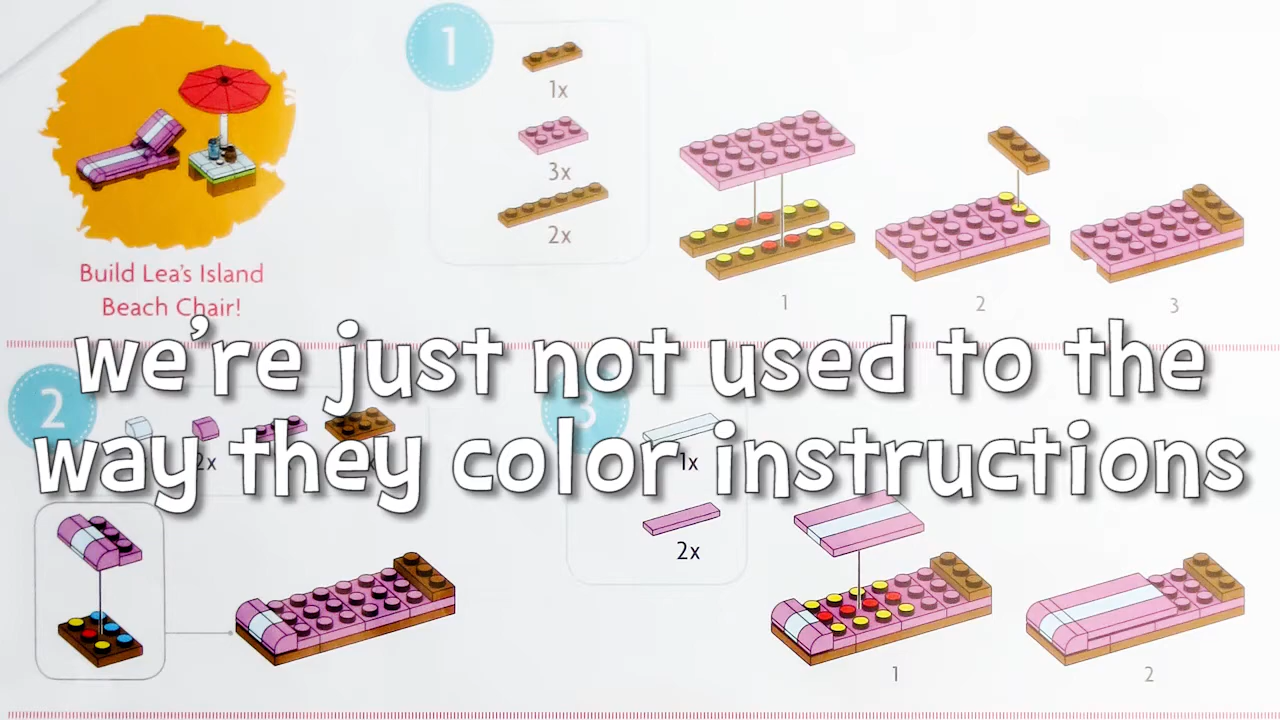 1
1x
3x
2x
Build Lea's Island
Beach Chair!
1
2
3
we're just not used to the
way they color instructions
2
2x
3
1x
2x
1
2